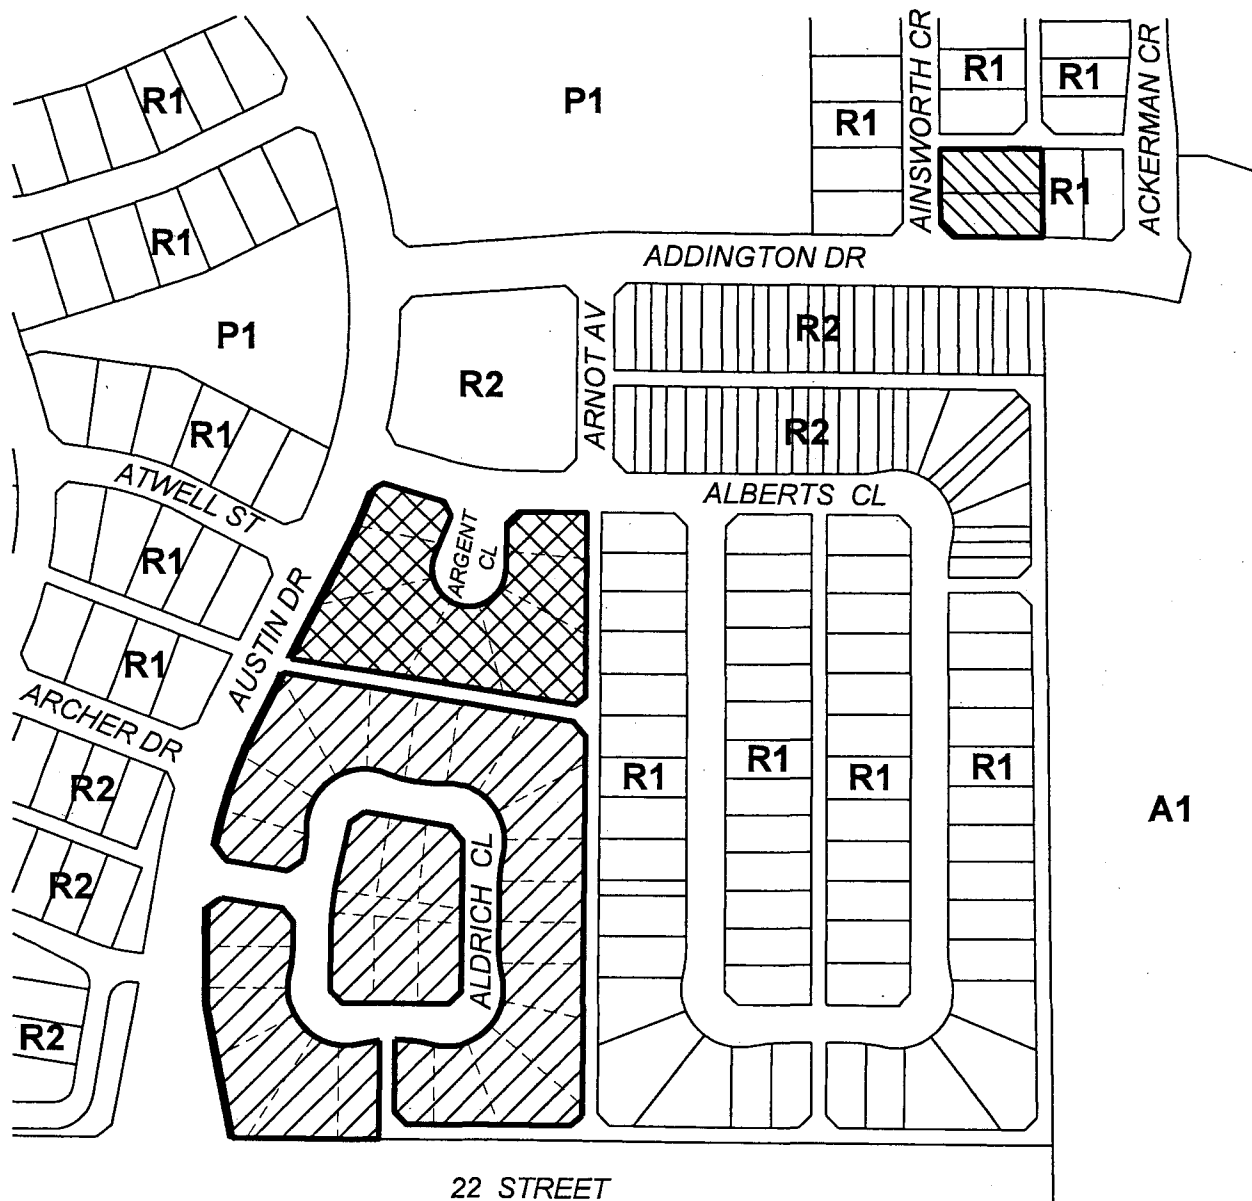 R1
P1
R1
AINSWORTH CR
R1
R1
ACKERMAN CR
R1
R1
ADDINGTON DR
P1
R2
ARNOT AV
R2
R1
R2
ATWELL ST
ALBERTS CL
ARGENT
CL
R1
AUSTIN DR
R1
ARCHER DR
R2
R1
R1
R1
R1
A1
R2
ALDRICH CL
R2
22 STREET